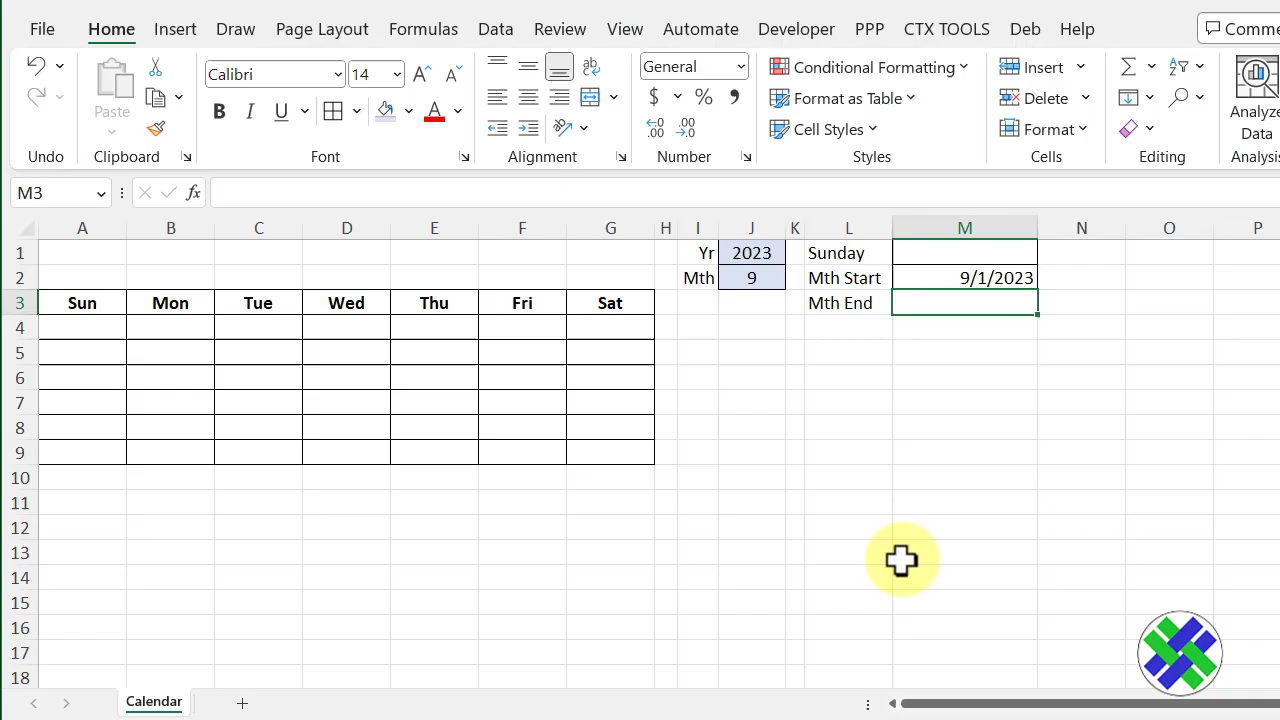 File Home Insert Draw Page Layout Formulas Data Review View Automate Developer PPP CTX TOOLS Deb Help Comme
Calibri 14 ab General $ % , Conditional Formatting Insert
Paste B I U A Format as Table Delete Analyze
Cell Styles Format Data
Undo Clipboard Font Alignment Number Styles Cells Editing Analysis
M3 fx
A B C D E F G H I J K L M N O P
1 Yr 2023 Sunday
2 Mth 9 Mth Start 9/1/2023
3 Sun Mon Tue Wed Thu Fri Sat Mth End
4
5
6
7
8
9
10
11
12
13
14
15
16
17
18
Calendar